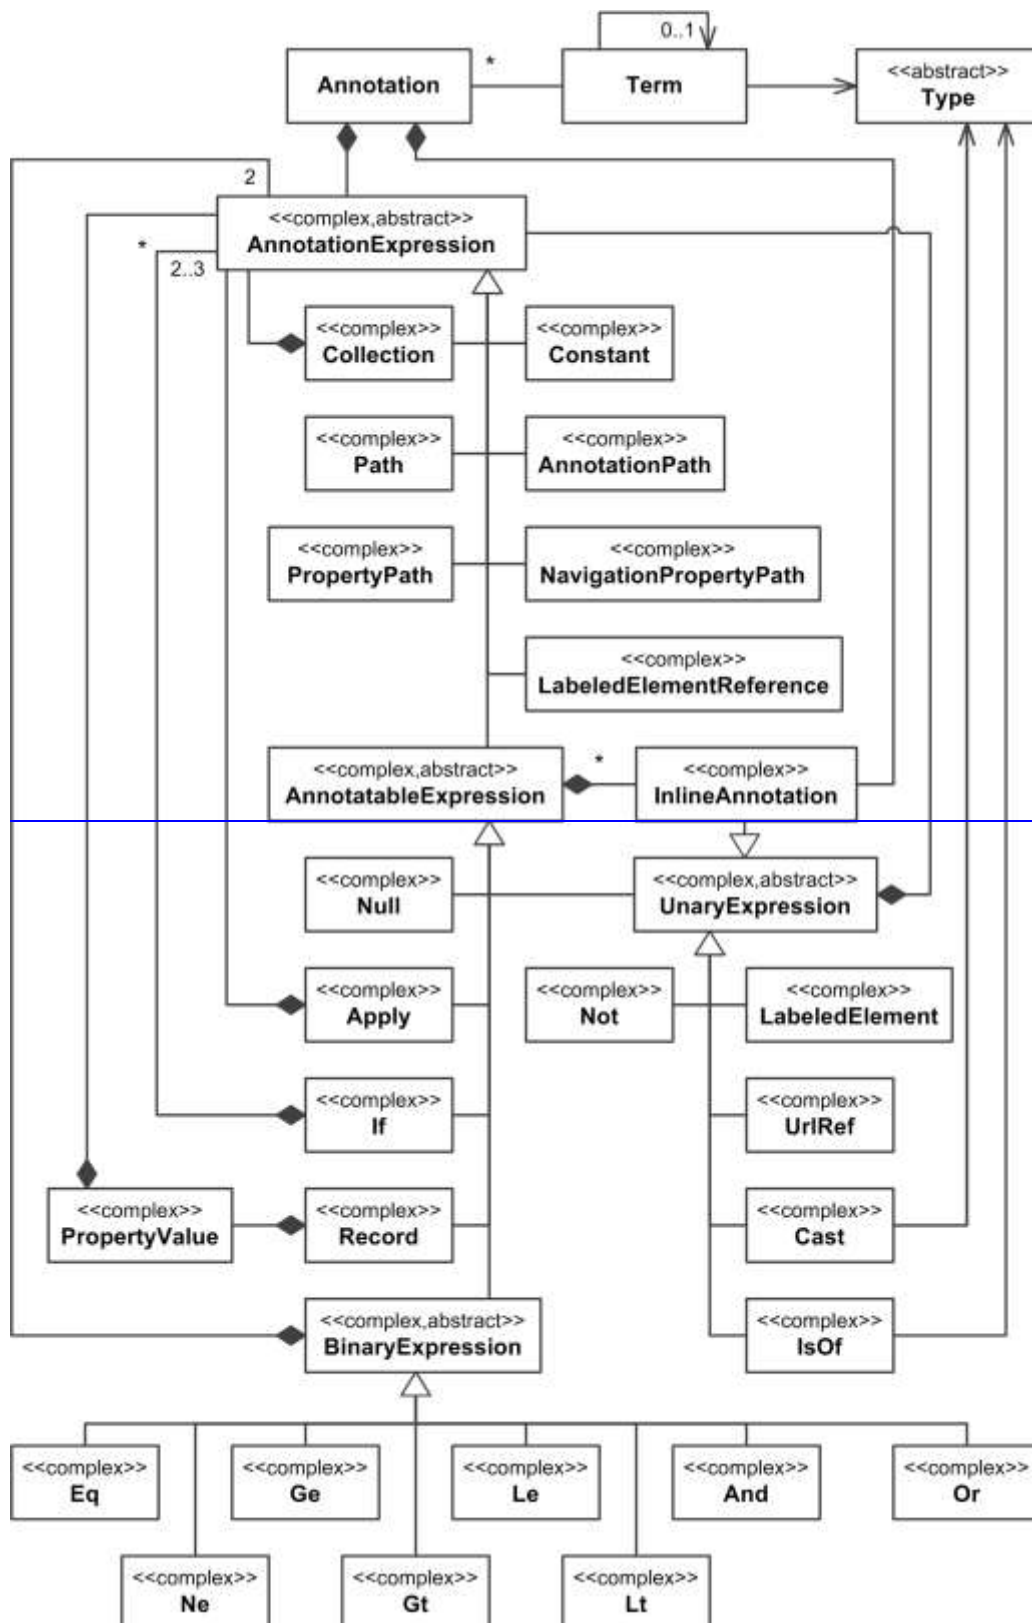 0..1
*
Annotation
Term
<<abstract>>
Type
2
<<complex,abstract>>
AnnotationExpression
*
2..3
<<complex>>
Collection
<<complex>>
Constant
<<complex>>
Path
<<complex>>
AnnotationPath
<<complex>>
PropertyPath
<<complex>>
NavigationPropertyPath
<<complex>>
LabeledElementReference
<<complex,abstract>>
AnnotatableExpression
*
<<complex>>
InlineAnnotation
<<complex>>
Null
<<complex,abstract>>
UnaryExpression
<<complex>>
Apply
<<complex>>
Not
<<complex>>
LabeledElement
<<complex>>
If
<<complex>>
UrlRef
<<complex>>
PropertyValue
<<complex>>
Record
<<complex>>
Cast
<<complex,abstract>>
BinaryExpression
<<complex>>
IsOf
<<complex>>
Eq
<<complex>>
Ge
<<complex>>
Le
<<complex>>
And
<<complex>>
Or
<<complex>>
Ne
<<complex>>
Gt
<<complex>>
Lt